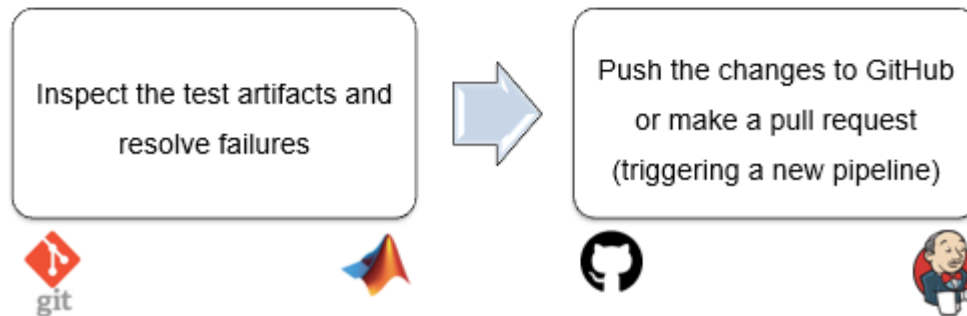 Inspect the test artifacts and
resolve failures
Push the changes to GitHub
or make a pull request
(triggering a new pipeline)
git